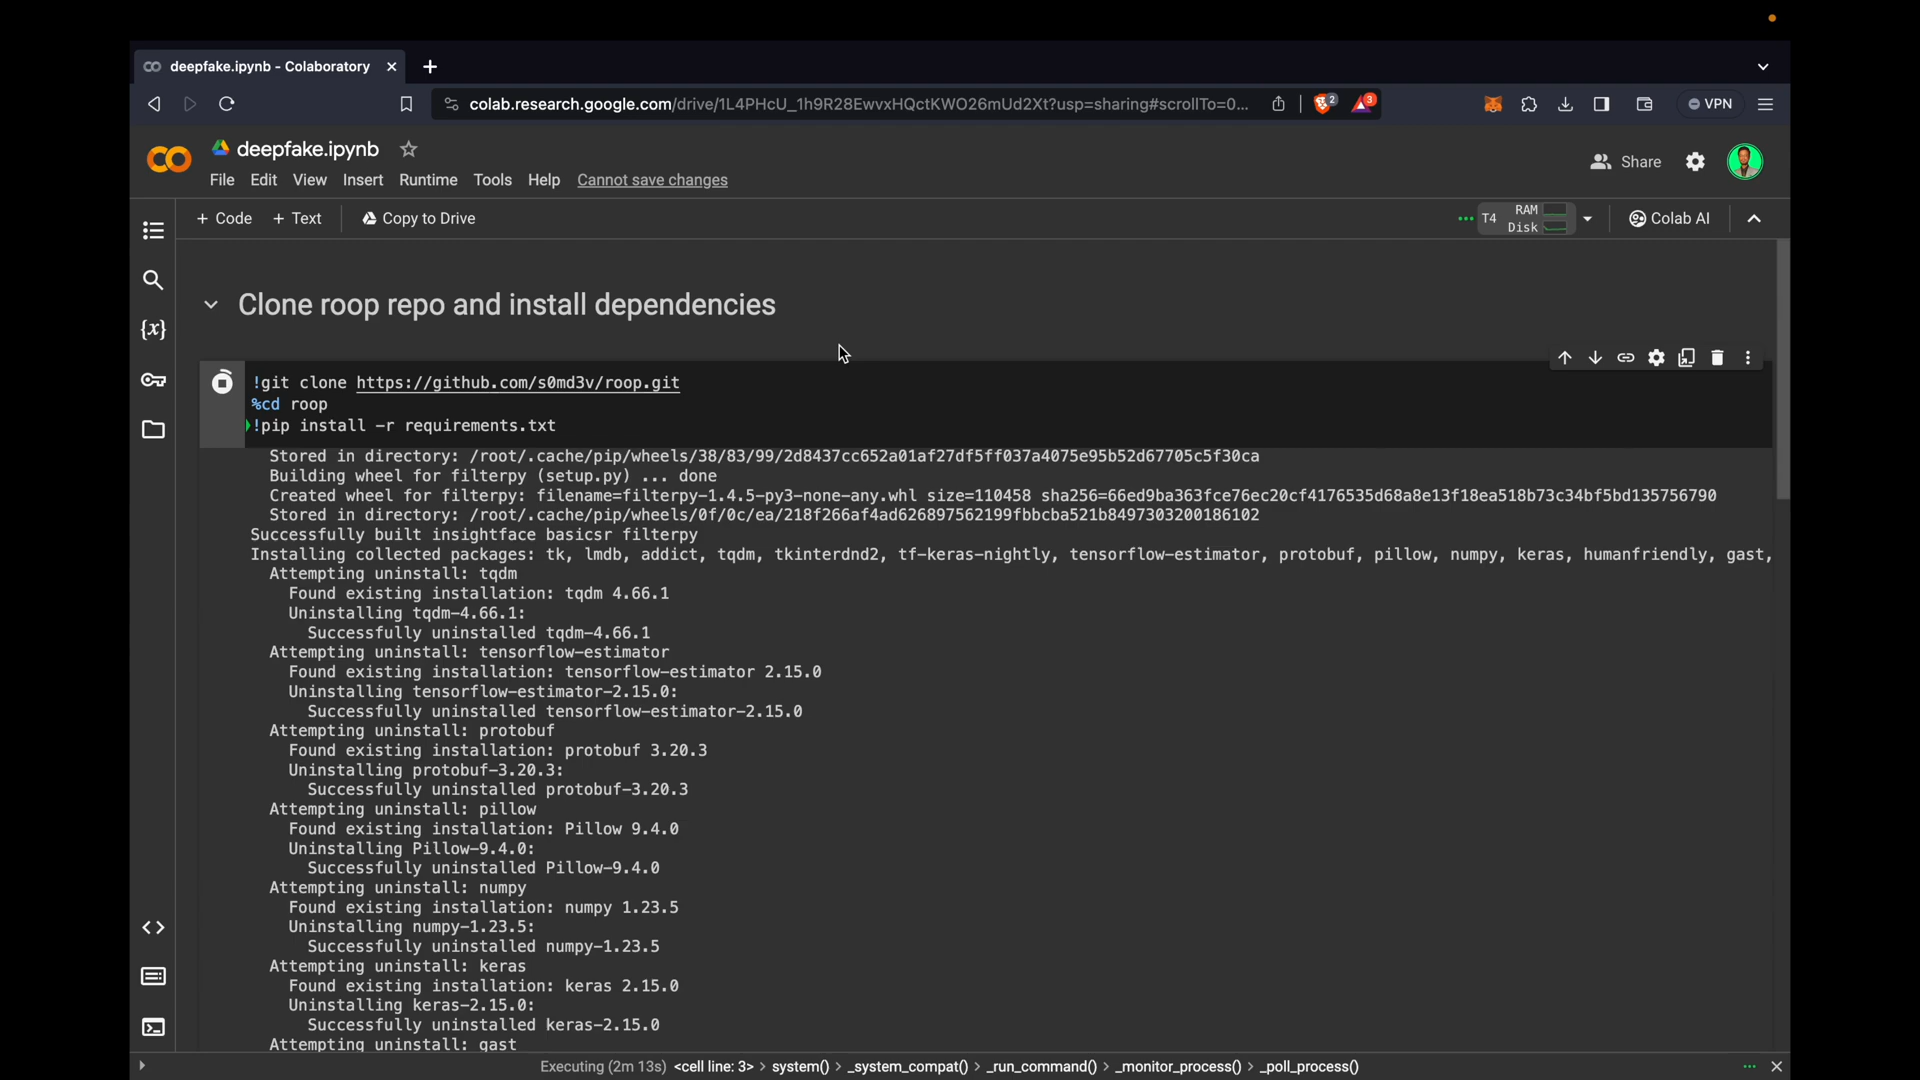 deepfake.ipynb - Colaboratory
colab.research.google.com/drive/1L4PHcU_1h9R28EwvxHQctKWO26mUd2Xt?usp=sharing#scrollTo=0...
2
3
VPN
deepfake.ipynb
Share
File Edit View Insert Runtime Tools Help Cannot save changes
+ Code + Text Copy to Drive
T4 RAM
Disk
Colab AI
Clone roop repo and install dependencies
!git clone https://github.com/s0md3v/roop.git
%cd roop
!pip install -r requirements.txt
Stored in directory: /root/.cache/pip/wheels/38/83/99/2d8437cc652a01af27df5ff037a4075e95b52d67705c5f30ca
Building wheel for filterpy (setup.py) ... done
Created wheel for filterpy: filename=filterpy-1.4.5-py3-none-any.whl size=110458 sha256=66ed9ba363fce76ec20cf4176535d68a8e13f18ea518b73c34bf5bd135756790
Stored in directory: /root/.cache/pip/wheels/0f/0c/ea/218f266af4ad626897562199fbbcba521b8497303200186102
Successfully built insightface basicsr filterpy
Installing collected packages: tk, lmdb, addict, tqdm, tkinterdnd2, tf-keras-nightly, tensorflow-estimator, protobuf, pillow, numpy, keras, humanfriendly, gast,
Attempting uninstall: tqdm
Found existing installation: tqdm 4.66.1
Uninstalling tqdm-4.66.1:
Successfully uninstalled tqdm-4.66.1
Attempting uninstall: tensorflow-estimator
Found existing installation: tensorflow-estimator 2.15.0
Uninstalling tensorflow-estimator-2.15.0:
Successfully uninstalled tensorflow-estimator-2.15.0
Attempting uninstall: protobuf
Found existing installation: protobuf 3.20.3
Uninstalling protobuf-3.20.3:
Successfully uninstalled protobuf-3.20.3
Attempting uninstall: pillow
Found existing installation: Pillow 9.4.0
Uninstalling Pillow-9.4.0:
Successfully uninstalled Pillow-9.4.0
Attempting uninstall: numpy
Found existing installation: numpy 1.23.5
Uninstalling numpy-1.23.5:
Successfully uninstalled numpy-1.23.5
Attempting uninstall: keras
Found existing installation: keras 2.15.0
Uninstalling keras-2.15.0:
Successfully uninstalled keras-2.15.0
Attempting uninstall: gast
Executing (2m 13s) <cell line: 3> > system() > _system_compat() > _run_command() > _monitor_process() > _poll_process()